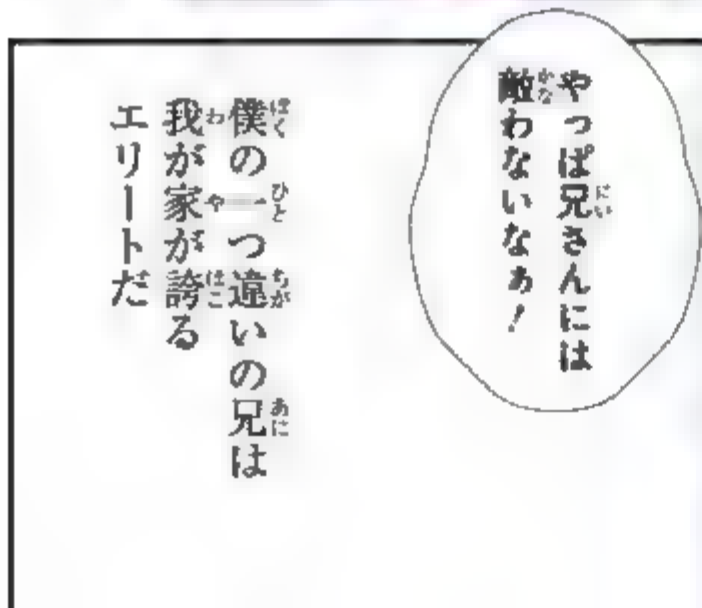 やっぱ兄さんには
敵わないなぁ！
僕の一つ違いの兄は
我が家が誇る
エリートだ